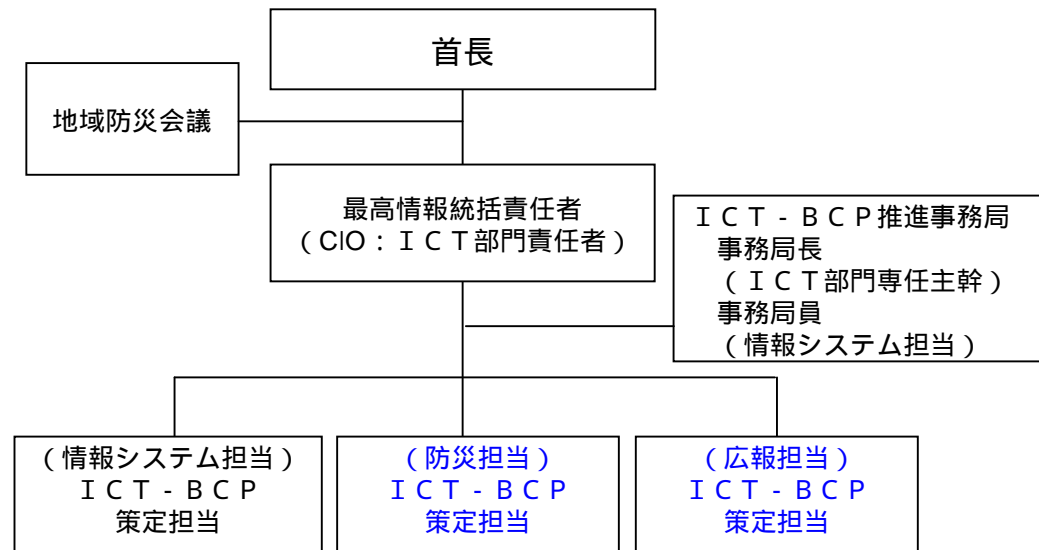 首長
地域防災会議
最高情報統括責任者
（CIO：ＩＣＴ部門責任者）
ＩＣＴ‐ＢＣＰ推進事務局
事務局長
（ＩＣＴ部門専任主幹）
事務局員
（情報システム担当）
（情報システム担当）
ＩＣＴ‐ＢＣＰ
策定担当
（防災担当）
ＩＣＴ‐ＢＣＰ
策定担当
（広報担当）
ＩＣＴ‐ＢＣＰ
策定担当